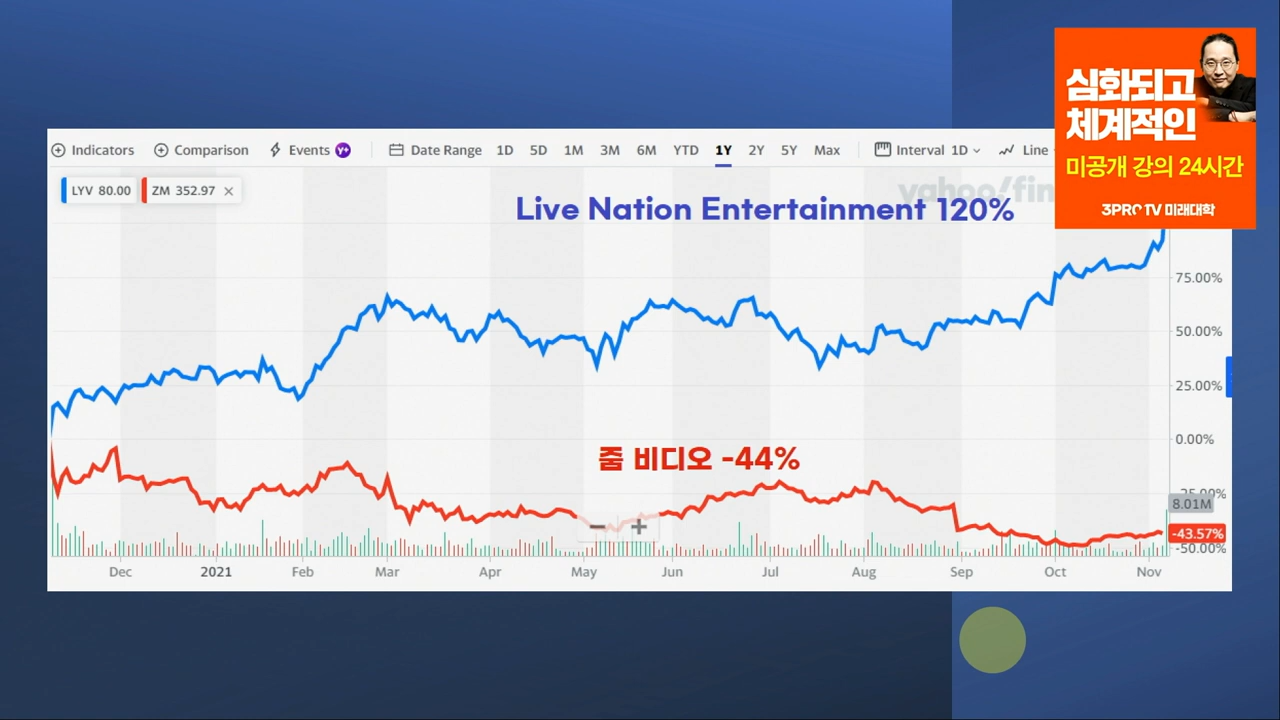 심화되고
체계적인
미공개 강의 24시간
3PRO TV 미래대학
Indicators Comparison Events Y+ Date Range 1D 5D 1M 3M 6M YTD 1Y 2Y 5Y Max Interval 1D Line
LYV 80.00 ZM 352.97
yahoo!fin
Live Nation Entertainment 120%
75.00%
50.00%
25.00%
0.00%
줌 비디오 -44%
-25.00%
8.01M
-43.57%
-50.00%
Dec 2021 Feb Mar Apr May Jun Jul Aug Sep Oct Nov